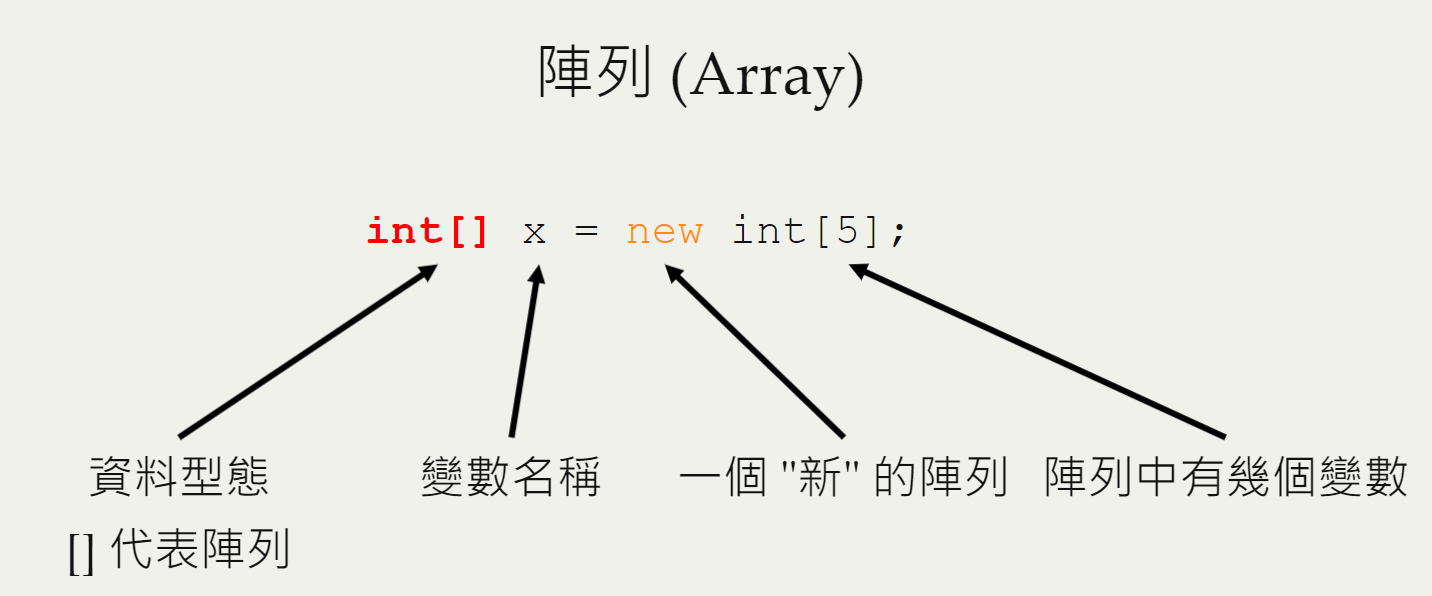 陣列 (Array)
int[] x = new int[5];
資料型態 變數名稱 一個 "新" 的陣列 陣列中有幾個變數
[] 代表陣列